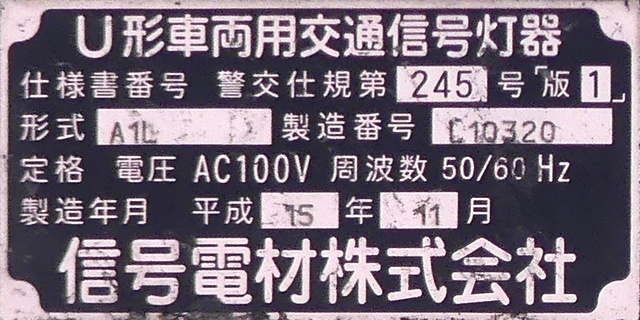 U形車両用交通信号灯器
仕様書番号 警交仕規第 245 号「版1」
形式 A1L 製造番号 C10320
定格 電圧 AC100V 周波数 50/60Hz
製造年月 平成 15 年 11 月
信号電材株式会社